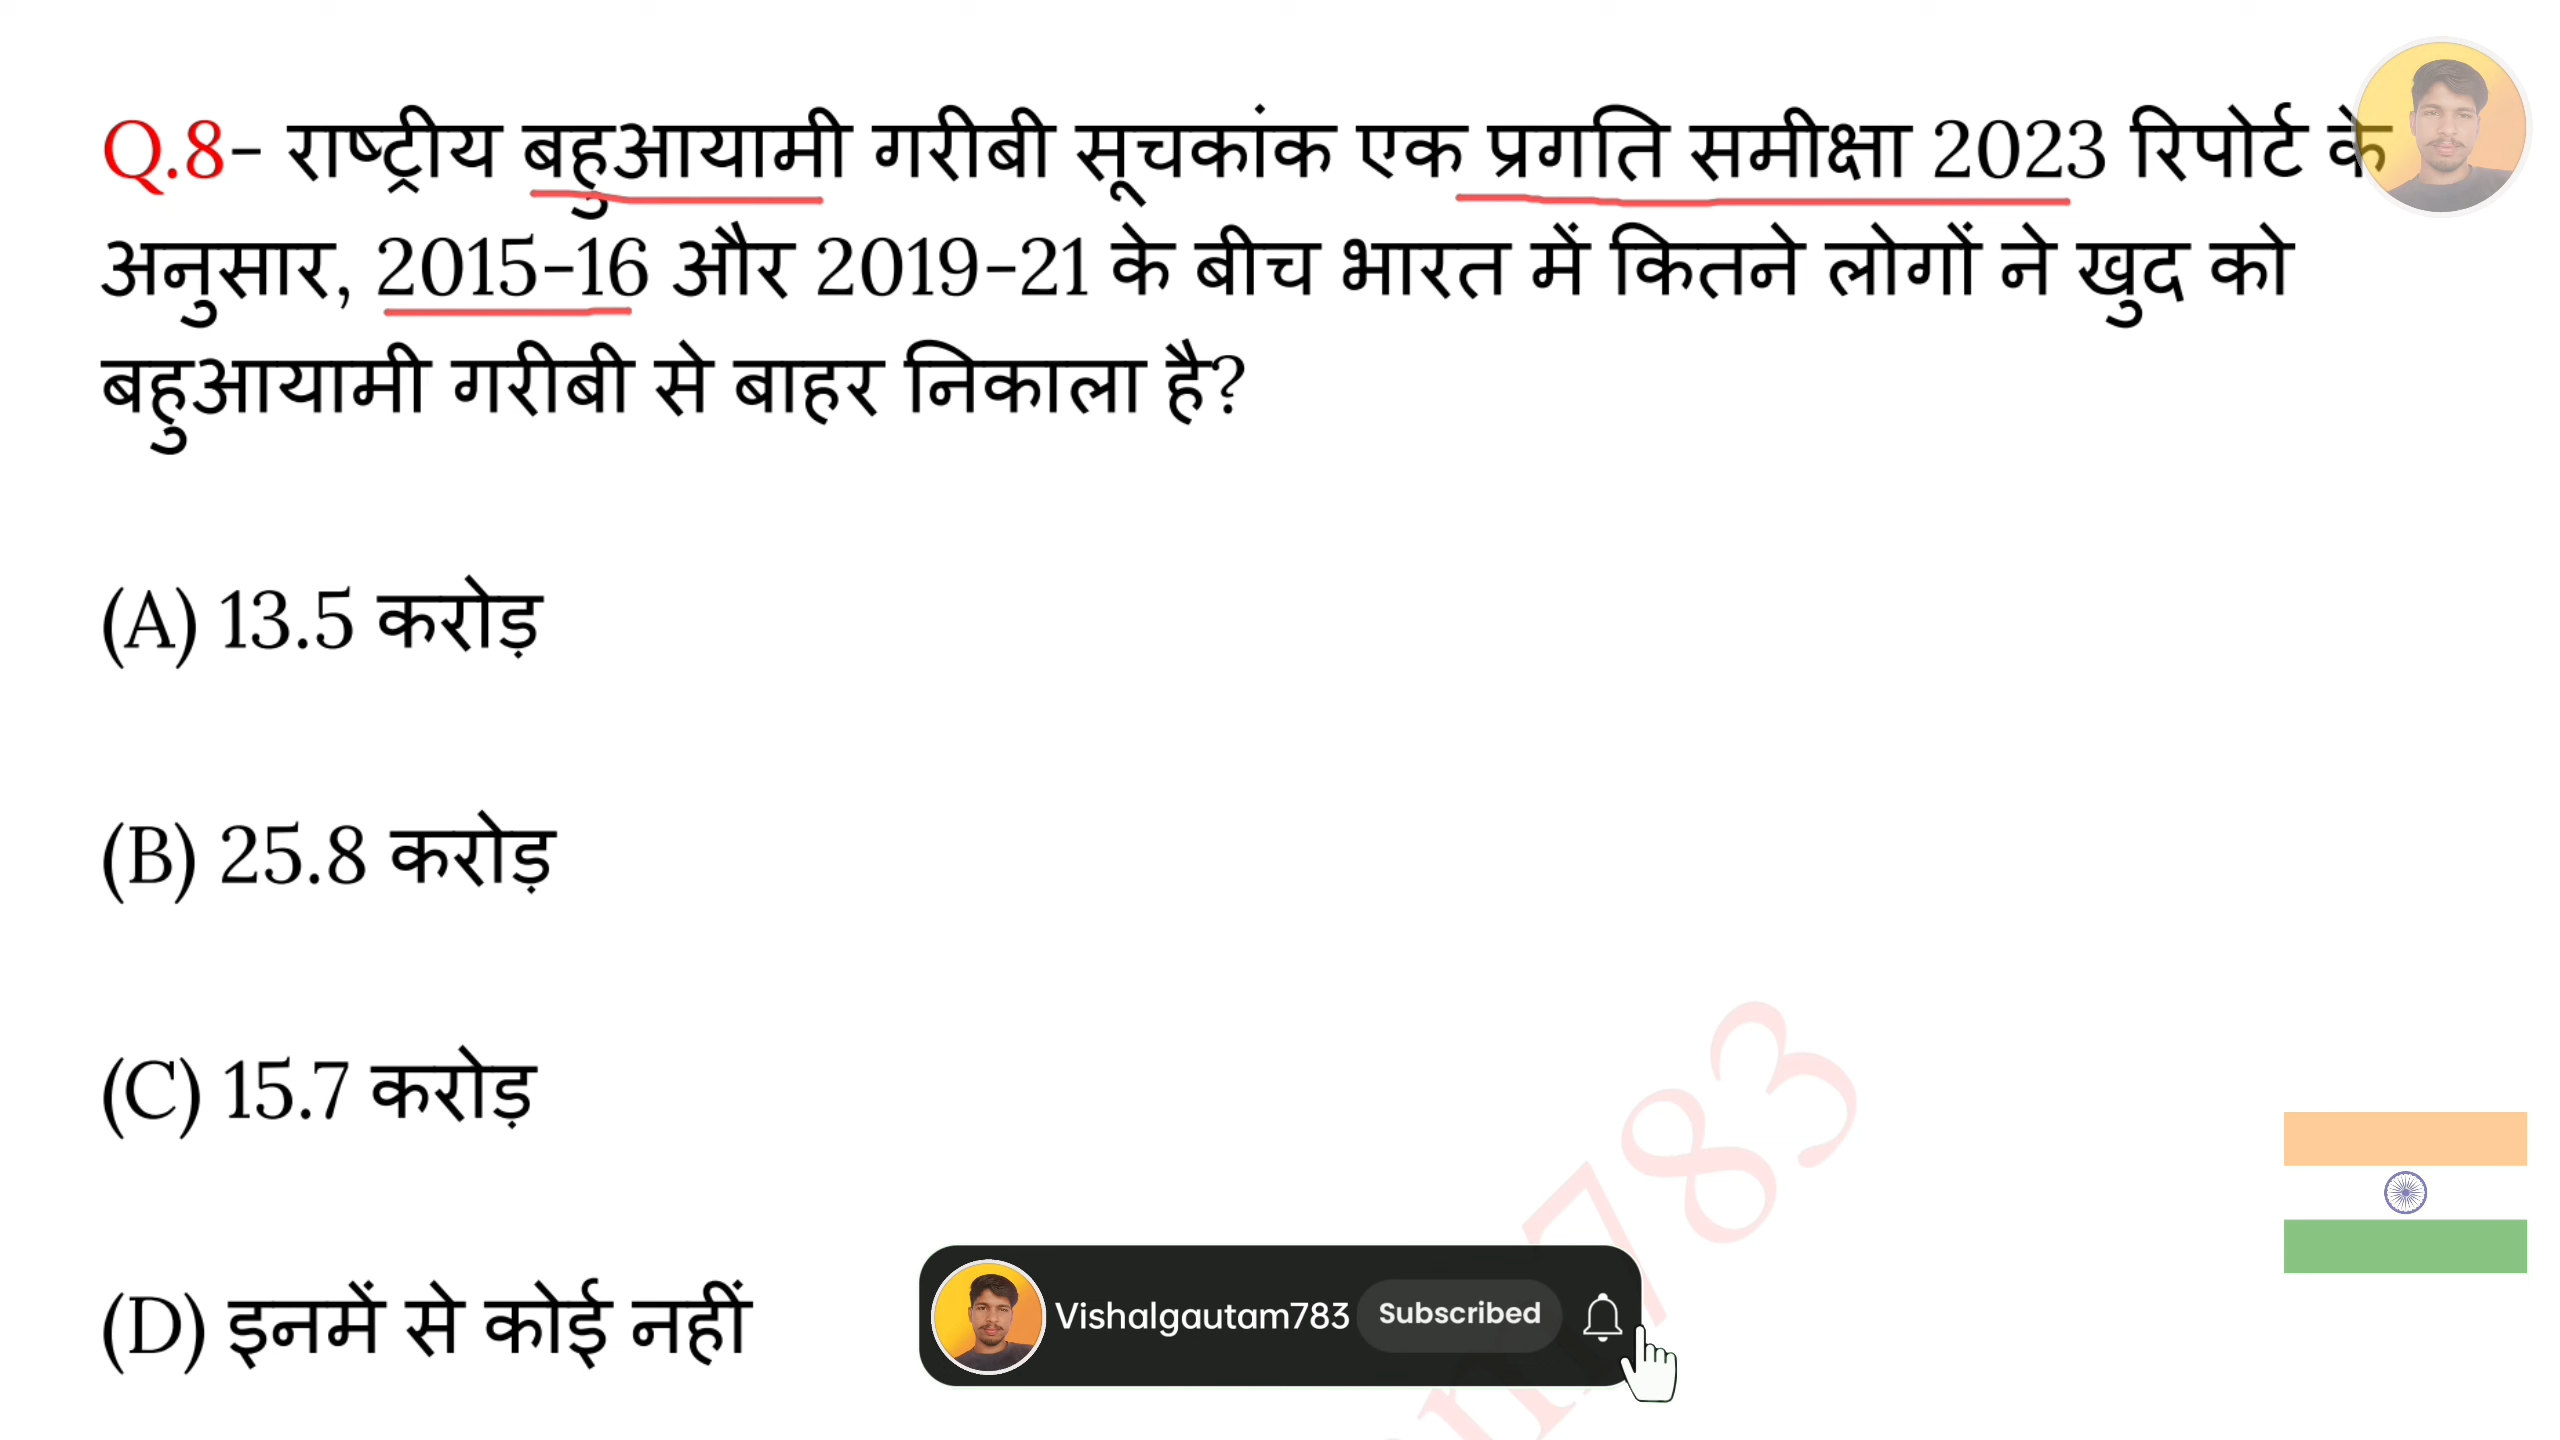 Q.8- राष्ट्रीय बहुआयामी गरीबी सूचकांक एक प्रगति समीक्षा 2023 रिपोर्ट के
अनुसार, 2015-16 और 2019-21 के बीच भारत में कितने लोगों ने खुद को
बहुआयामी गरीबी से बाहर निकाला है?
(A) 13.5 करोड़
(B) 25.8 करोड़
(C) 15.7 करोड़
(D) इनमें से कोई नहीं
Vishalgautam783 Subscribed
783